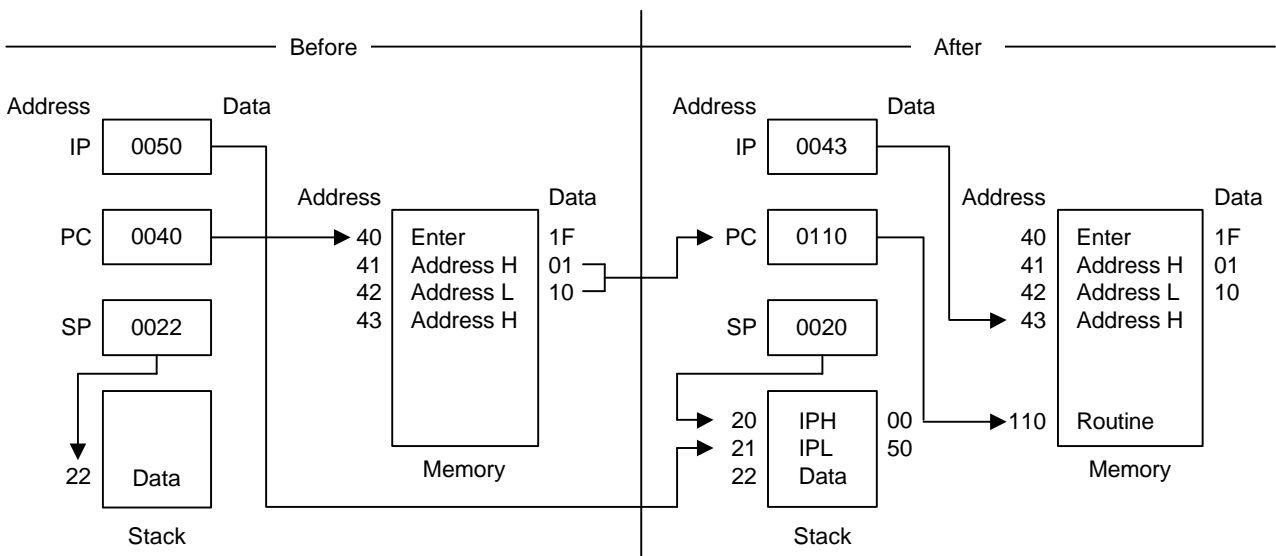 Before
Address Data
IP 0050
PC 0040
SP 0022
22 Data
Stack
Address Data
40 Enter 1F
41 Address H 01
42 Address L 10
43 Address H
Memory
After
Address Data
IP 0043
PC 0110
SP 0020
20 IPH 00
21 IPL 50
22 Data
Stack
Address Data
40 Enter 1F
41 Address H 01
42 Address L 10
43 Address H
110 Routine
Memory